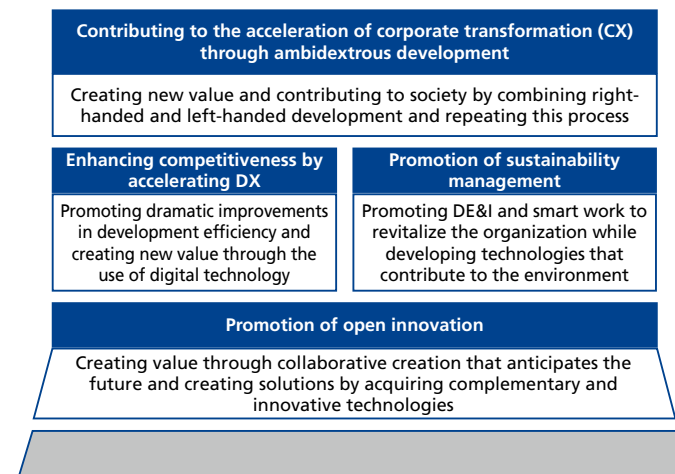 Contributing to the acceleration of corporate transformation (CX)
through ambidextrous development
Creating new value and contributing to society by combining right-
handed and left-handed development and repeating this process
Enhancing competitiveness by
accelerating DX
Promoting dramatic improvements
in development efficiency and
creating new value through the
use of digital technology
Promotion of sustainability
management
Promoting DE&I and smart work to
revitalize the organization while
developing technologies that
contribute to the environment
Promotion of open innovation
Creating value through collaborative creation that anticipates the
future and creating solutions by acquiring complementary and
innovative technologies